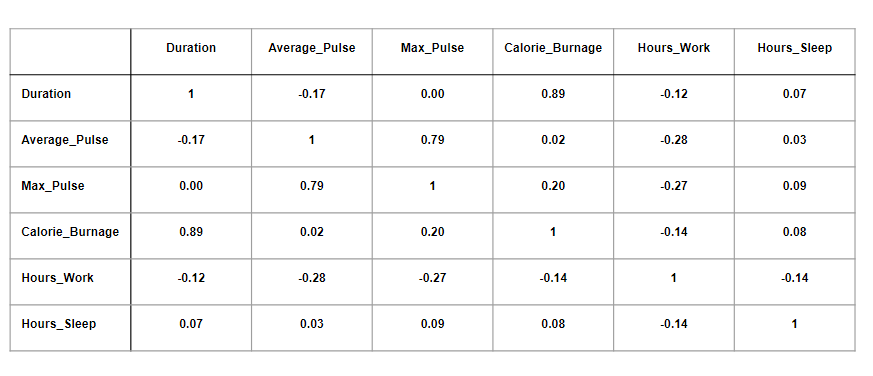 Duration Average_Pulse Max_Pulse Calorie_Burnage Hours_Work Hours_Sleep
Duration 1 -0.17 0.00 0.89 -0.12 0.07
Average_Pulse -0.17 1 0.79 0.02 -0.28 0.03
Max_Pulse 0.00 0.79 1 0.20 -0.27 0.09
Calorie_Burnage 0.89 0.02 0.20 1 -0.14 0.08
Hours_Work -0.12 -0.28 -0.27 -0.14 1 -0.14
Hours_Sleep 0.07 0.03 0.09 0.08 -0.14 1